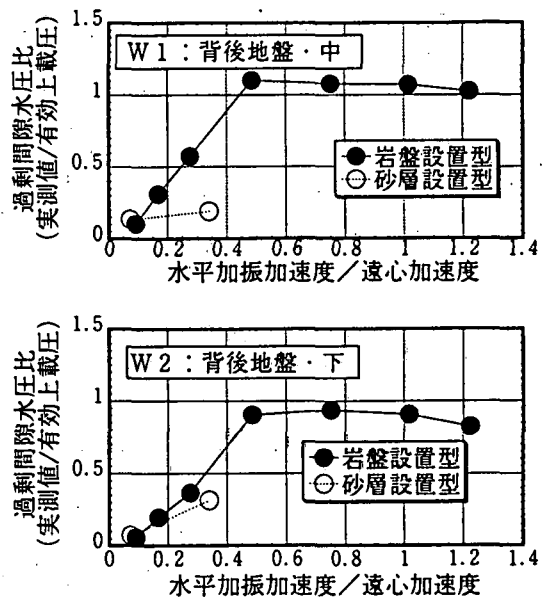 1.5
W1：背後地盤・中
1
0.5
0
過剰間隙水圧比
(実測値/有効上載圧)
岩盤設置型
砂層設置型
0 0.2 0.4 0.6 0.8 1 1.2 1.4
水平加振加速度／遠心加速度
1.5
W2：背後地盤・下
1
0.5
0
過剰間隙水圧比
(実測値/有効上載圧)
岩盤設置型
砂層設置型
0 0.2 0.4 0.6 0.8 1 1.2 1.4
水平加振加速度／遠心加速度